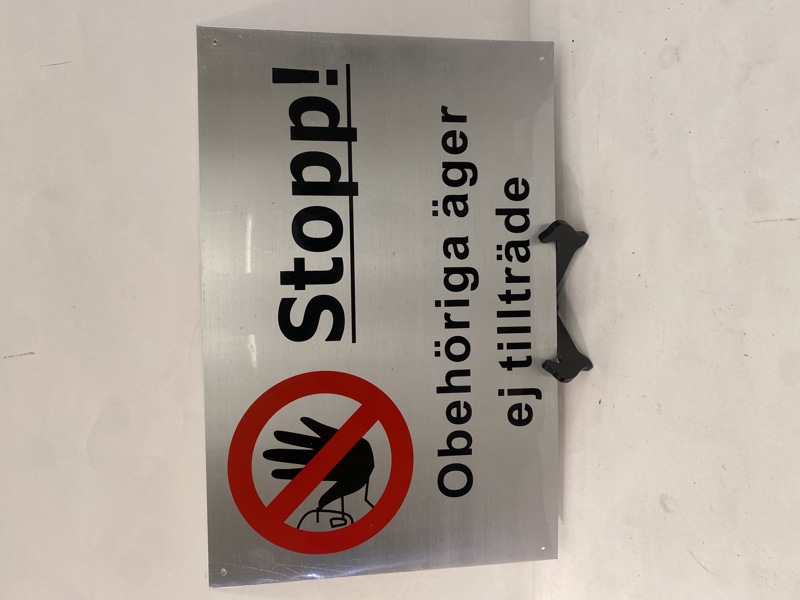 Stopp!
Obehöriga äger
ej tillträde